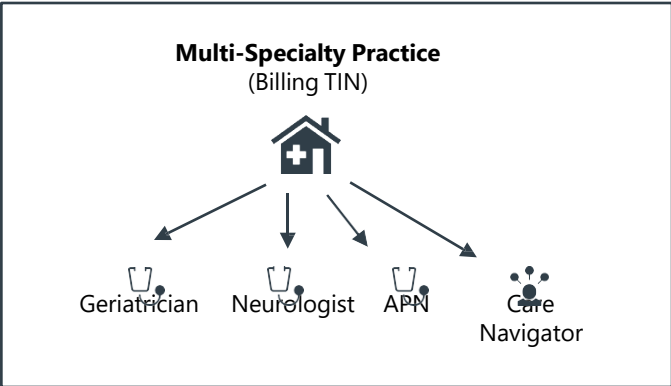 Multi-Specialty Practice
(Billing TIN)
Geriatrician Neurologist APN Care
Navigator